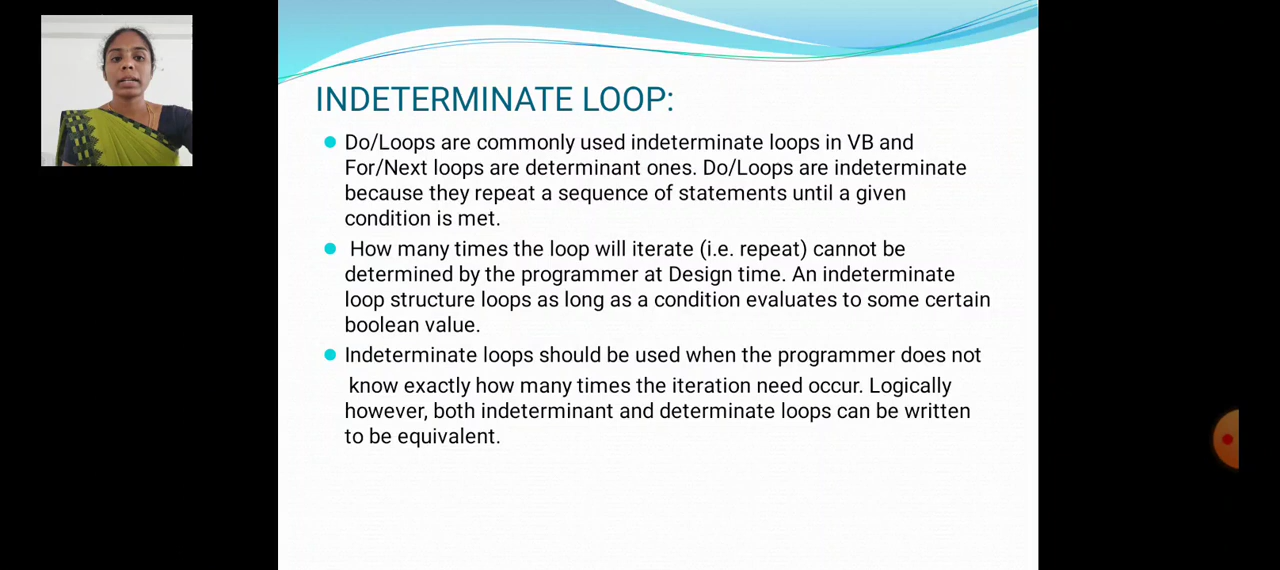 INDETERMINATE LOOP:
Do/Loops are commonly used indeterminate loops in VB and
For/Next loops are determinant ones. Do/Loops are indeterminate
because they repeat a sequence of statements until a given
condition is met.
How many times the loop will iterate (i.e. repeat) cannot be
determined by the programmer at Design time. An indeterminate
loop structure loops as long as a condition evaluates to some certain
boolean value.
Indeterminate loops should be used when the programmer does not
know exactly how many times the iteration need occur. Logically
however, both indeterminant and determinate loops can be written
to be equivalent.